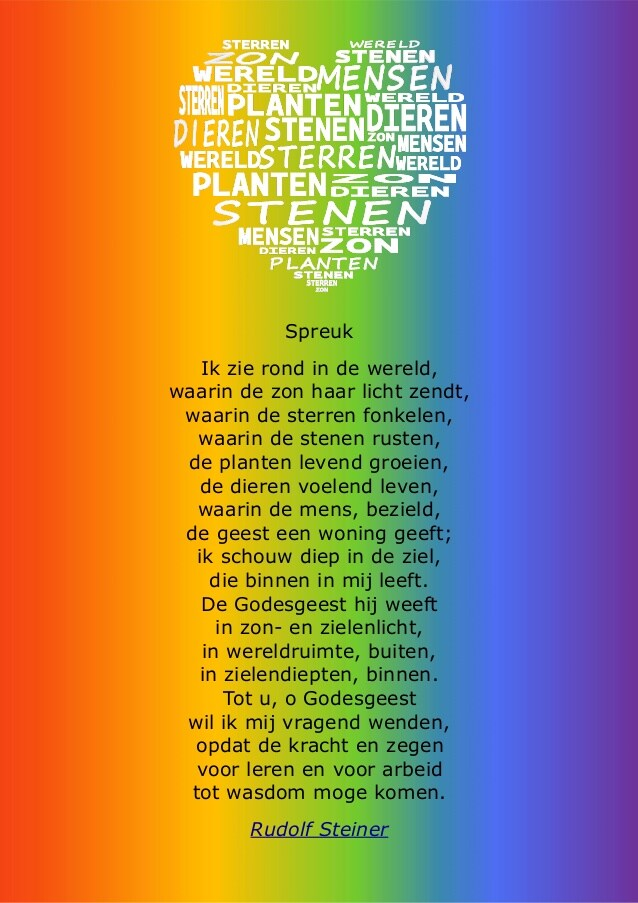 STERREN WERELD
ZON STENEN
WERELD MENSEN
DIEREN
STERREN PLANTEN WERELD
DIEREN
DIEREN STENEN ZON MENSEN
WERELD STERREN WERELD
PLANTEN ZON
DIEREN
STENEN
MENSEN STERREN
DIEREN ZON
PLANTEN
STENEN
STERREN
ZON
Spreuk
Ik zie rond in de wereld,
waarin de zon haar licht zendt,
waarin de sterren fonkelen,
waarin de stenen rusten,
de planten levend groeien,
de dieren voelend leven,
waarin de mens, bezield,
de geest een woning geeft;
ik schouw diep in de ziel,
die binnen in mij leeft.
De Godesgeest hij weeft
in zon- en zielenlicht,
in wereldruimte, buiten,
in zielendiepten, binnen.
Tot u, o Godesgeest
wil ik mij vragend wenden,
opdat de kracht en zegen
voor leren en voor arbeid
tot wasdom moge komen.
Rudolf Steiner